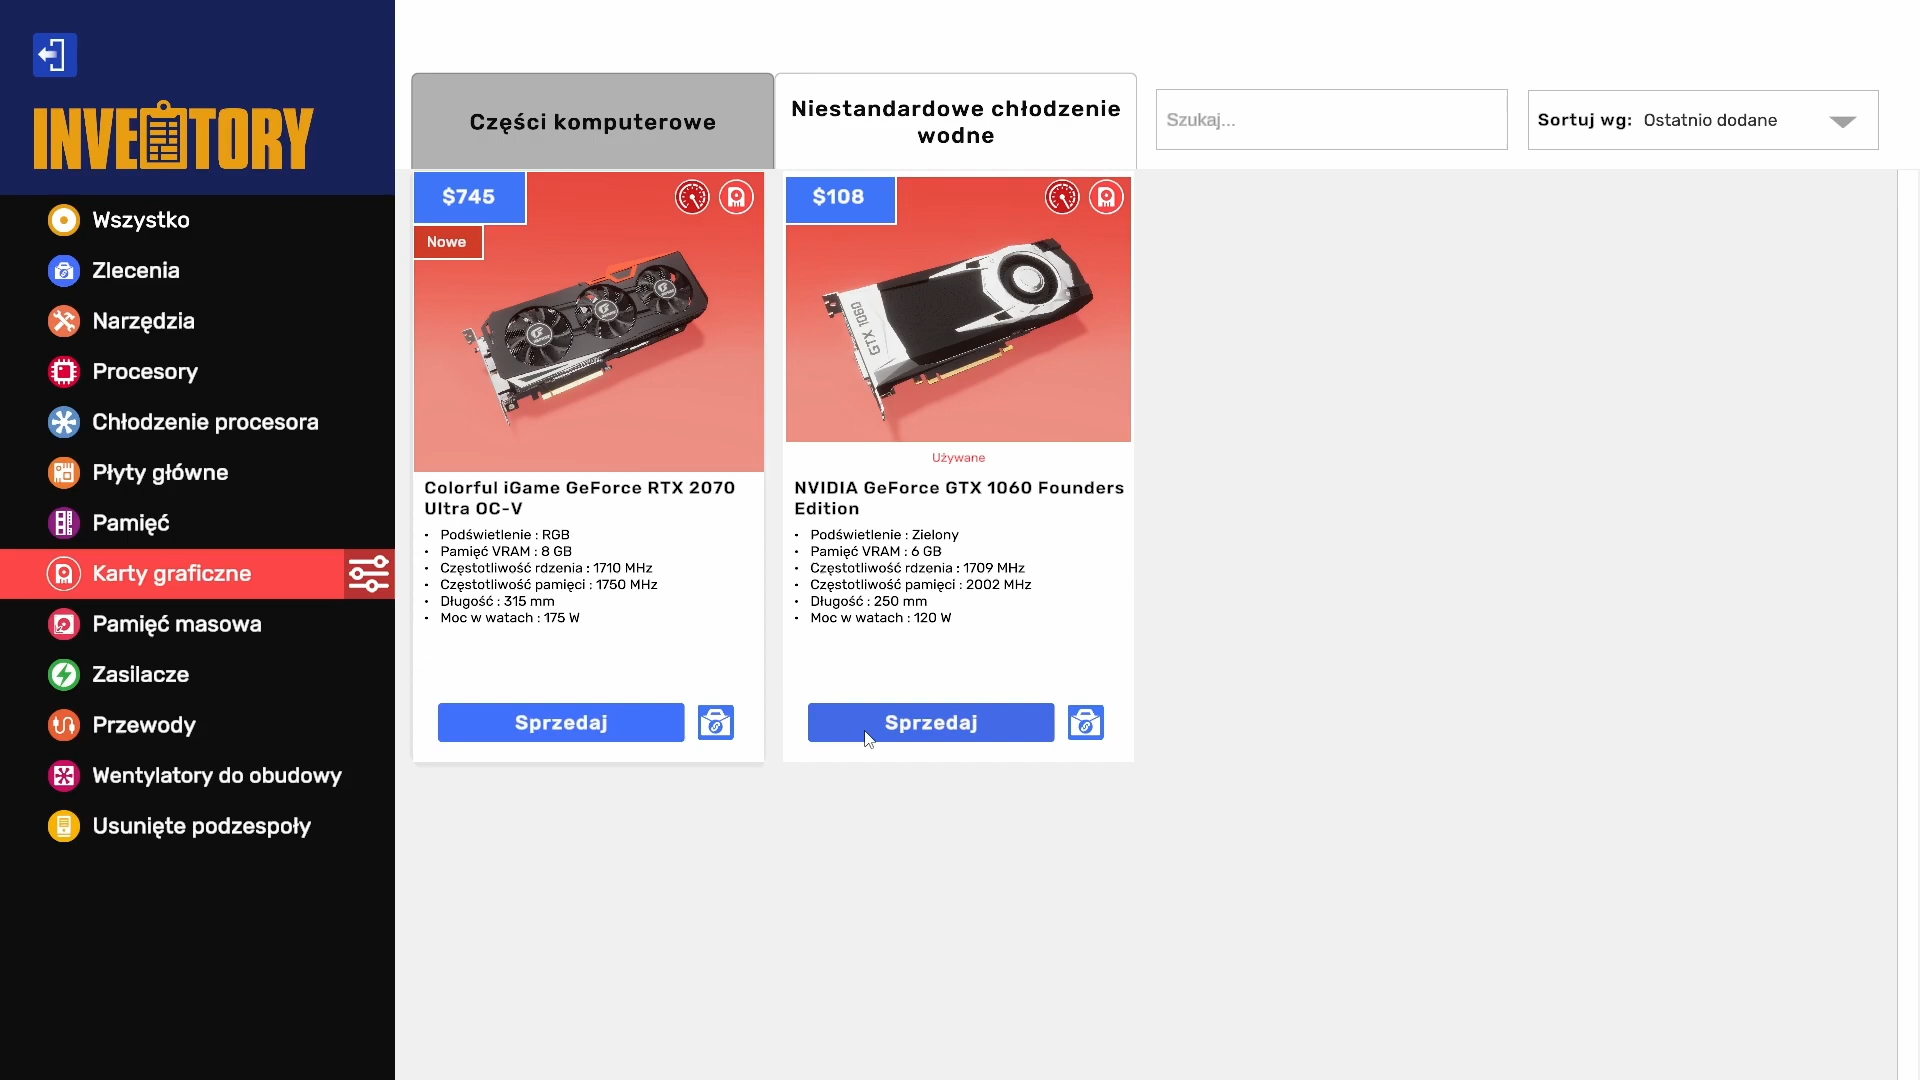 INVENTORY
Wszystko
Zlecenia
Narzędzia
Procesory
Chłodzenie procesora
Płyty główne
Pamięć
Karty graficzne
Pamięć masowa
Zasilacze
Przewody
Wentylatory do obudowy
Usunięte podzespoły
Części komputerowe
Niestandardowe chłodzenie
wodne
Szukaj...
Sortuj wg: Ostatnio dodane
$745
Nowe
Colorful iGame GeForce RTX 2070
Ultra OC-V
• Podświetlenie : RGB
• Pamięć VRAM : 8 GB
• Częstotliwość rdzenia : 1710 MHz
• Częstotliwość pamięci : 1750 MHz
• Długość : 315 mm
• Moc w watach : 175 W
Sprzedaj
$108
GTX 1060
Używane
NVIDIA GeForce GTX 1060 Founders
Edition
• Podświetlenie : Zielony
• Pamięć VRAM : 6 GB
• Częstotliwość rdzenia : 1709 MHz
• Częstotliwość pamięci : 2002 MHz
• Długość : 250 mm
• Moc w watach : 120 W
Sprzedaj